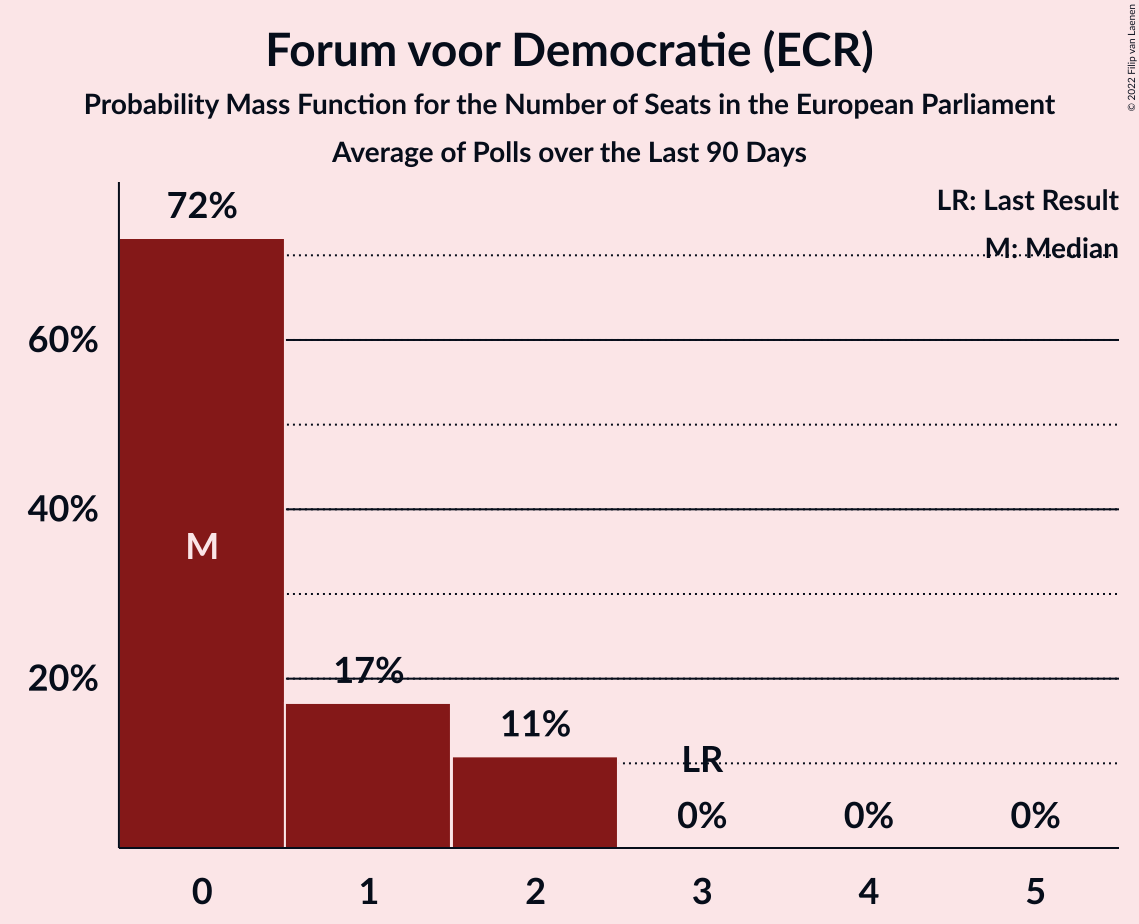 Forum voor Democratie (ECR)
Probability Mass Function for the Number of Seats in the European Parliament
Average of Polls over the Last 90 Days
© 2022 Filip van Laenen
LR: Last Result
M: Median
72%
60%
40%
M
20%
17%
11%
LR
0%
0%
0%
0
1
2
3
4
5